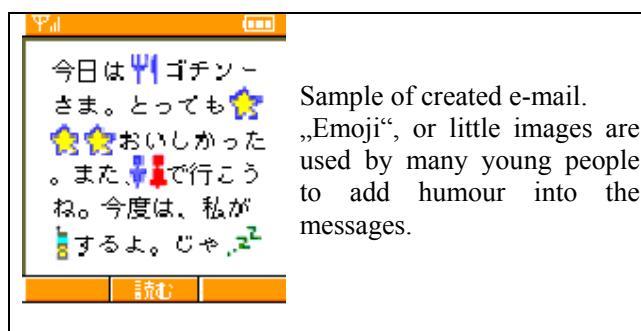 今日は🍴ゴチソー
さま。とっても⭐
⭐⭐おいしかった
。また、🚹🚺で行こう
ね。今度は、私が
📱するよ。じゃ.💤
読む
Sample of created e-mail.
„Emoji“, or little images are
used by many young people
to add humour into the
messages.